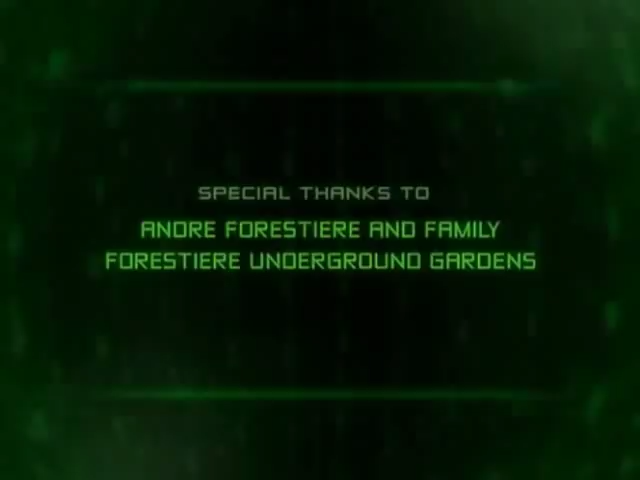 SPECIAL THANKS TO
ANDRE FORESTIERE AND FAMILY
FORESTIERE UNDERGROUND GARDENS